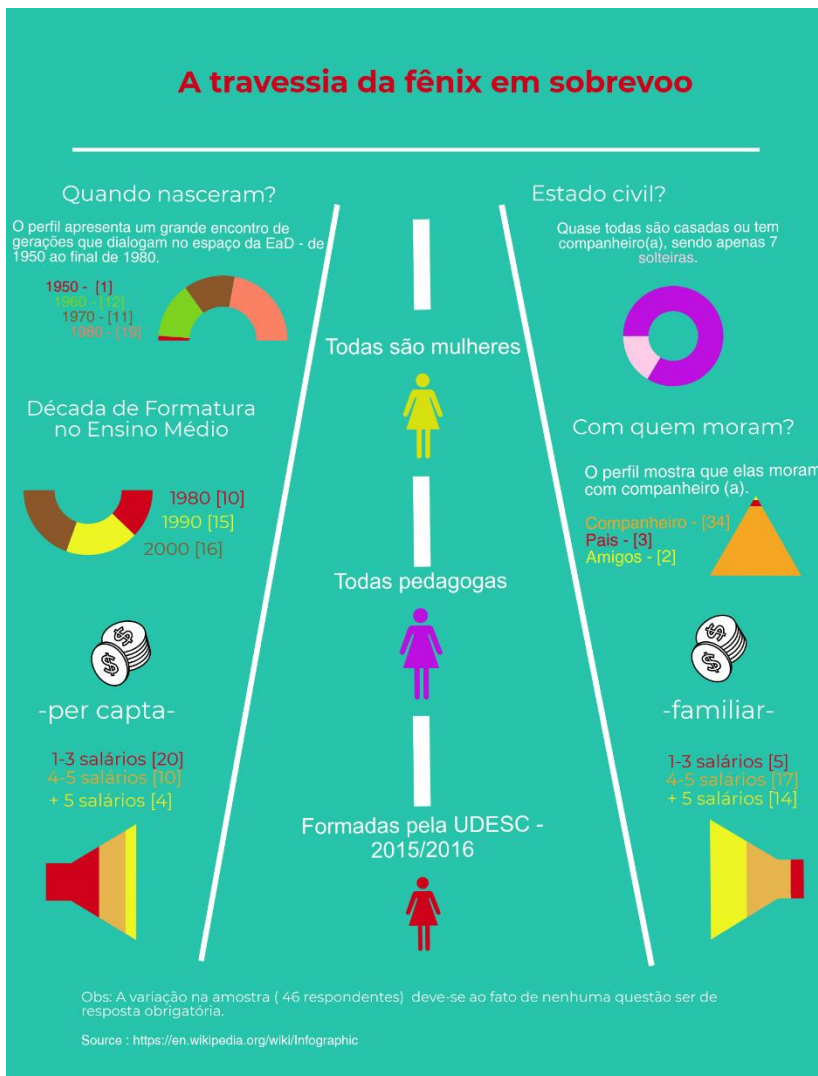 A travessia da fênix em sobrevoo
Quando nasceram?
O perfil apresenta um grande encontro de
gerações que dialogam no espaço da EaD - de
1950 ao final de 1980.
1950 - [1]
1960 - [12]
1970 - [11]
1980 - [19]
Década de Formatura
no Ensino Médio
1980 [10]
1990 [15]
2000 [16]
-per capta-
1-3 salários [20]
4-5 salários [10]
+ 5 salários [4]
Todas são mulheres
Todas pedagogas
Formadas pela UDESC -
2015/2016
Estado civil?
Quase todas são casadas ou tem
companheiro(a), sendo apenas 7
solteiras.
Com quem moram?
O perfil mostra que elas moram
com companheiro (a).
Companheiro - [34]
Pais - [3]
Amigos - [2]
-familiar-
1-3 salários [5]
4-5 salários [17]
+ 5 salários [14]
Obs: A variação na amostra ( 46 respondentes) deve-se ao fato de nenhuma questão ser de
resposta obrigatória.
Source : https://en.wikipedia.org/wiki/Infographic